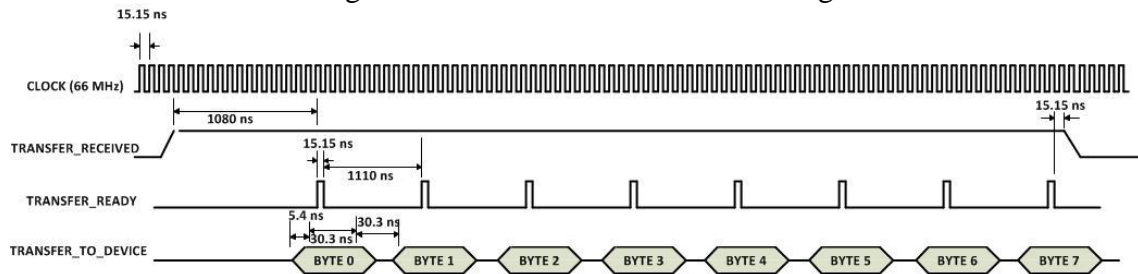 15.15 ns
CLOCK (66 MHz)
1080 ns
15.15 ns
TRANSFER_RECEIVED
15.15 ns
1110 ns
TRANSFER_READY
5.4 ns
30.3 ns
30.3 ns
TRANSFER_TO_DEVICE
BYTE 0
BYTE 1
BYTE 2
BYTE 3
BYTE 4
BYTE 5
BYTE 6
BYTE 7